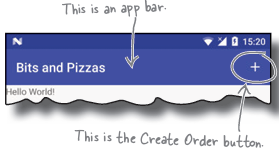 This is an app bar.
15:20
Bits and Pizzas
+
Hello World!
This is the Create Order button.